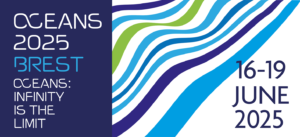 OCEANS
2025
BREST
OCEANS:
INFINITY
IS THE
LIMIT
16-19
JUNE
2025